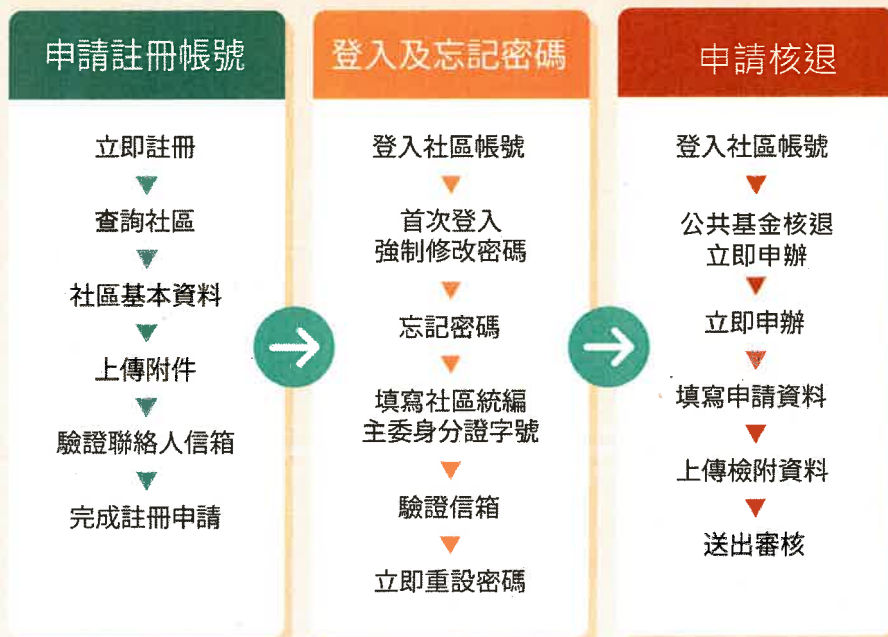 申請註冊帳號
立即註冊
查詢社區
社區基本資料
上傳附件
驗證聯絡人信箱
完成註冊申請
登入及忘記密碼
登入社區帳號
首次登入
強制修改密碼
忘記密碼
填寫社區統編
主委身分證字號
驗證信箱
立即重設密碼
申請核退
登入社區帳號
公共基金核退
立即申辦
立即申辦
填寫申請資料
上傳檢附資料
送出審核